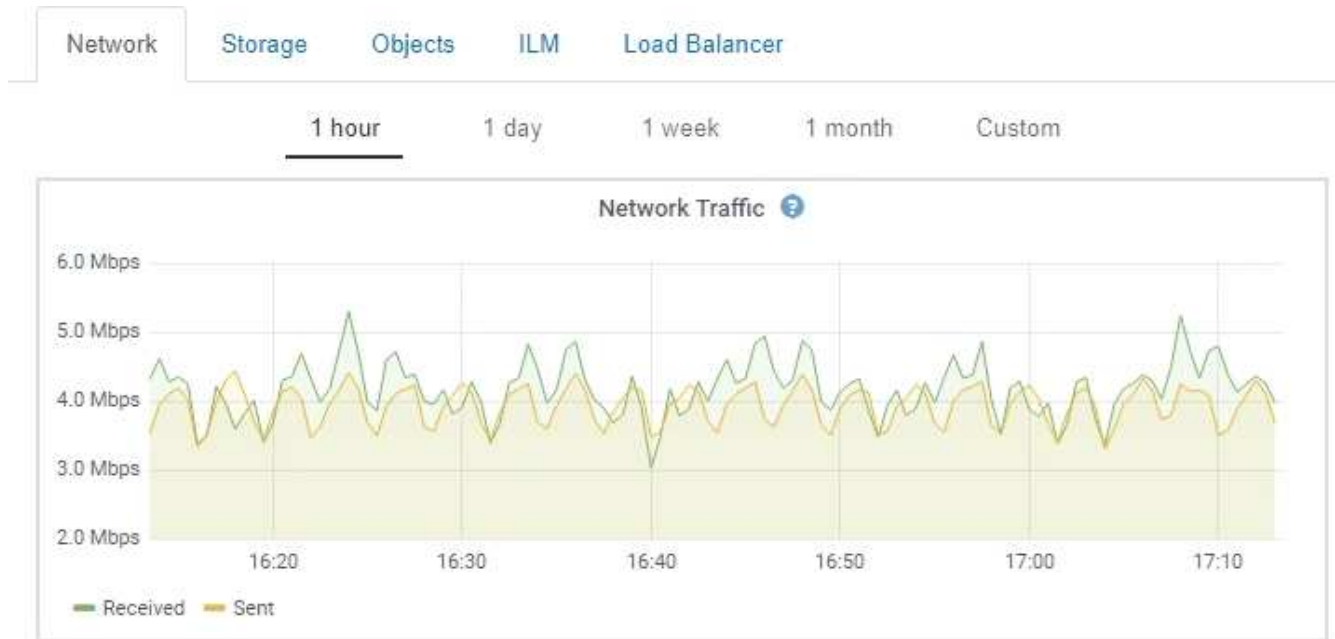 Network Storage Objects ILM Load Balancer
1 hour 1 day 1 week 1 month Custom
Network Traffic ?
6.0 Mbps
5.0 Mbps
4.0 Mbps
3.0 Mbps
2.0 Mbps
16:20 16:30 16:40 16:50 17:00 17:10
Received Sent